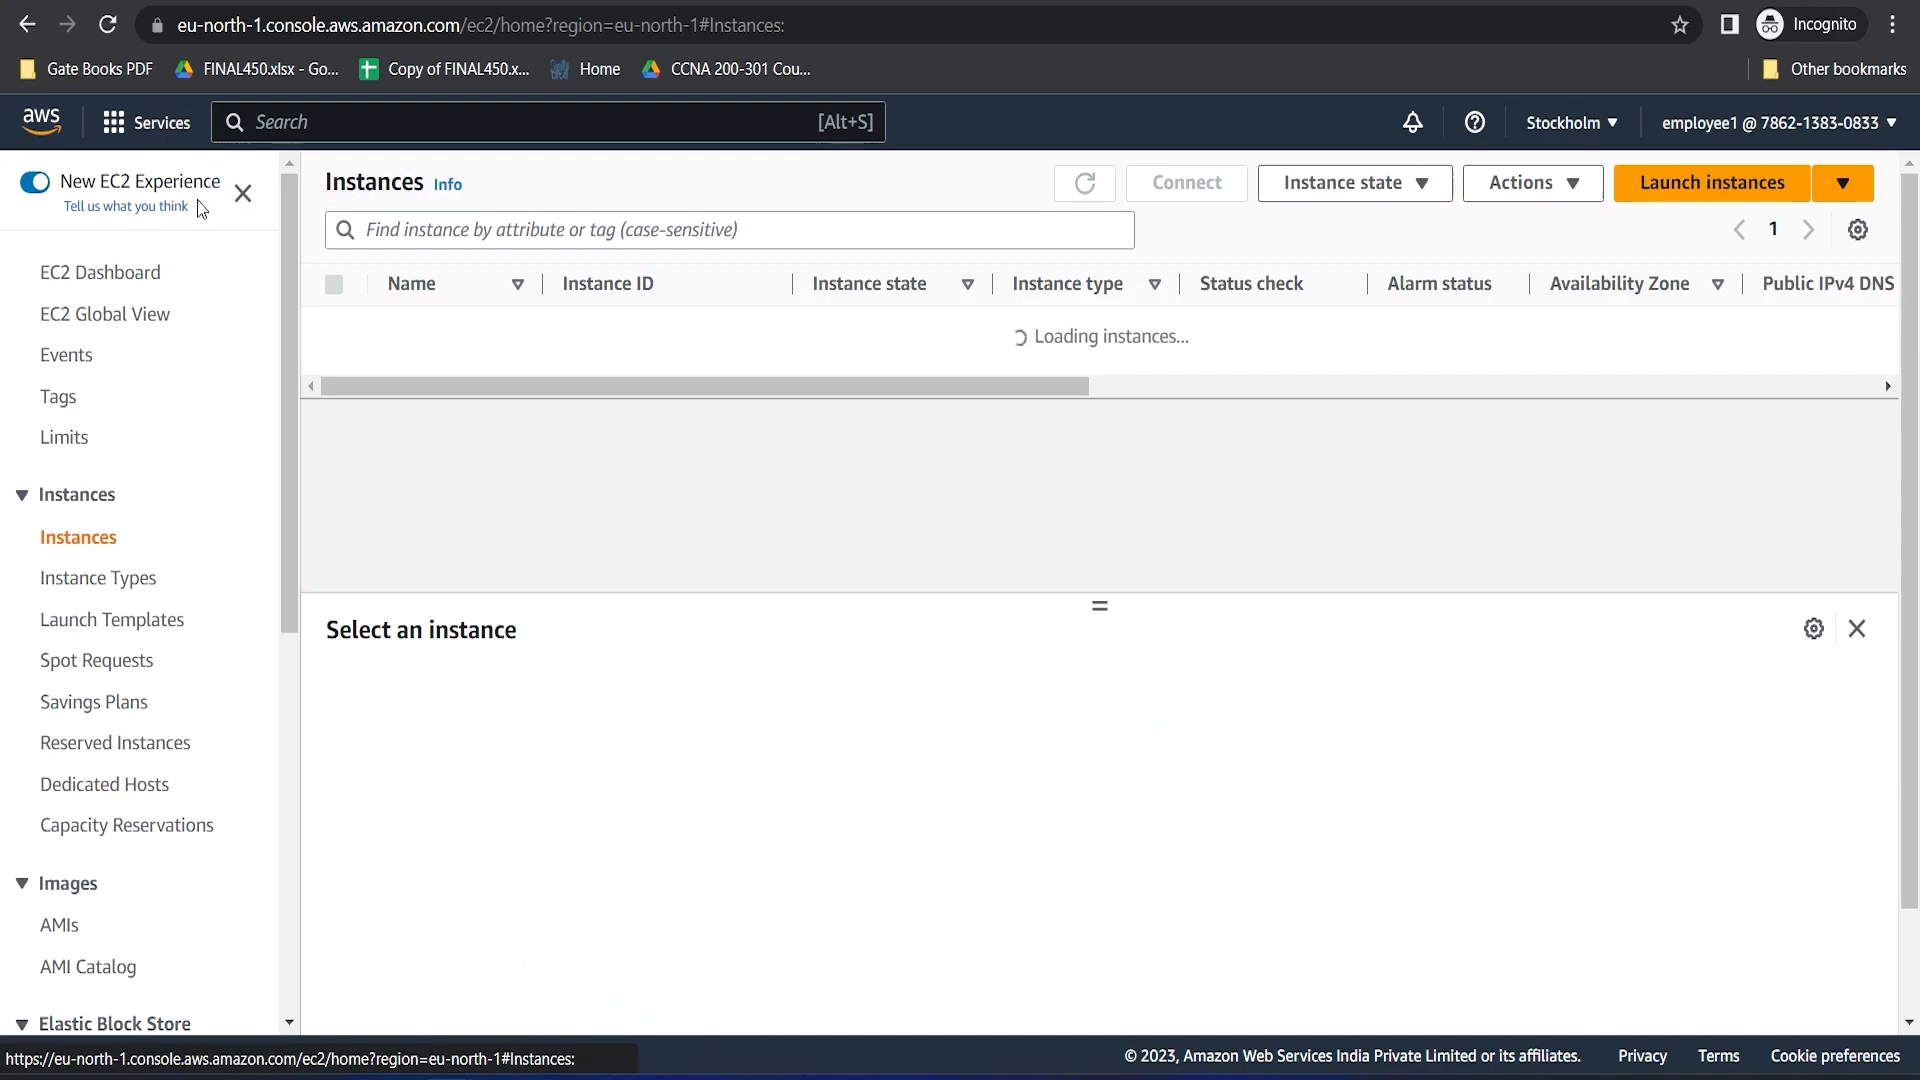 eu-north-1.console.aws.amazon.com/ec2/home?region=eu-north-1#Instances:
Incognito
Gate Books PDF
FINAL450.xlsx - Go...
Copy of FINAL450.x...
Home
CCNA 200-301 Cou...
Other bookmarks
aws
Services
Search
[Alt+S]
Stockholm
employee1 @ 7862-1383-0833
New EC2 Experience
Tell us what you think
EC2 Dashboard
EC2 Global View
Events
Tags
Limits
Instances
Instances
Instance Types
Launch Templates
Spot Requests
Savings Plans
Reserved Instances
Dedicated Hosts
Capacity Reservations
Images
AMIs
AMI Catalog
Elastic Block Store
Instances Info
Connect
Instance state
Actions
Launch instances
Find instance by attribute or tag (case-sensitive)
1
Name
Instance ID
Instance state
Instance type
Status check
Alarm status
Availability Zone
Public IPv4 DNS
Loading instances...
Select an instance
https://eu-north-1.console.aws.amazon.com/ec2/home?region=eu-north-1#Instances:
© 2023, Amazon Web Services India Private Limited or its affiliates.
Privacy
Terms
Cookie preferences